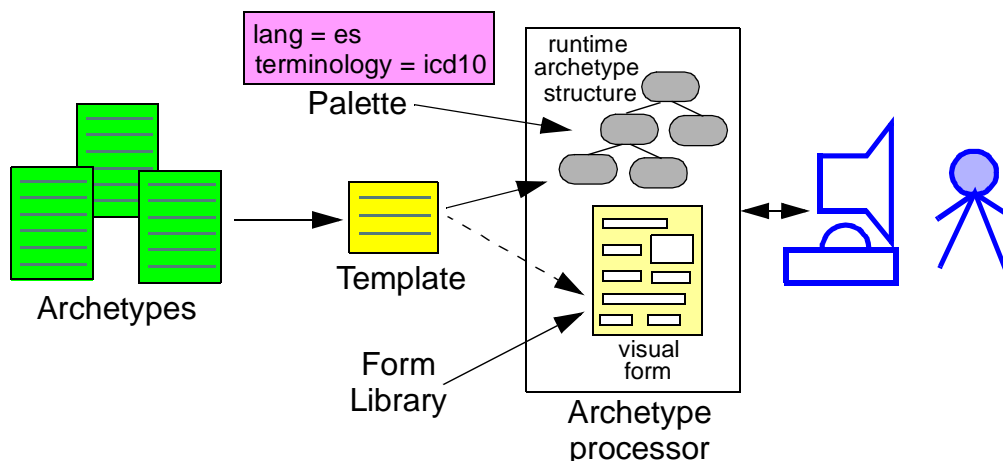 lang = es
terminology = icd10
Palette
runtime
archetype
structure
Archetypes
Template
Form
Library
visual
form
Archetype
processor